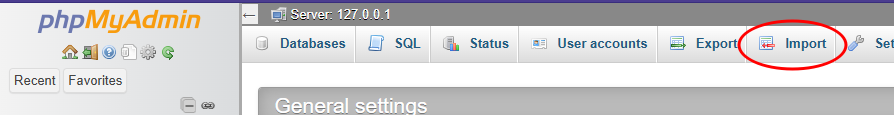 phpMyAdmin
Server: 127.0.0.1
Databases SQL Status User accounts Export Import Set
Recent Favorites
General settings